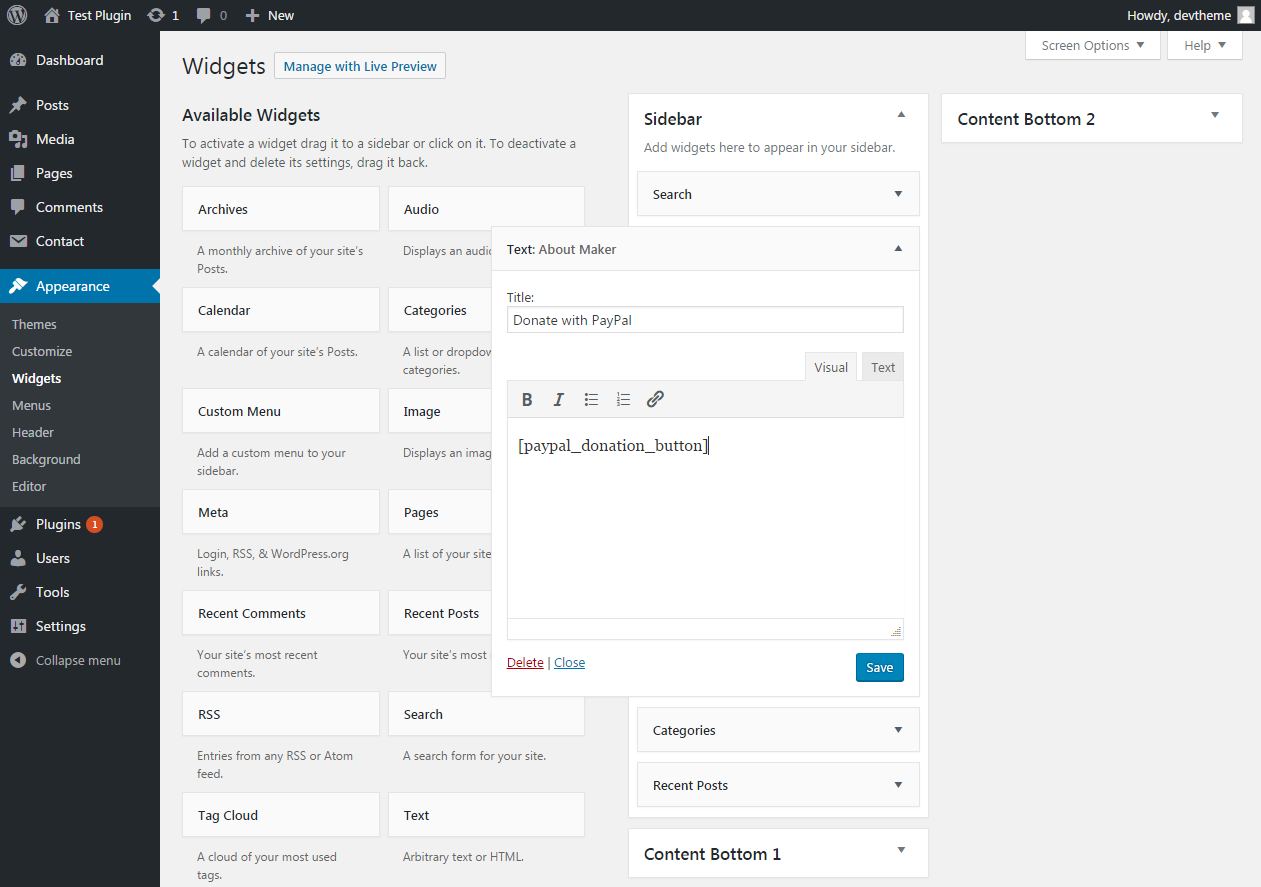 Test Plugin
1
0
New
Howdy, devtheme
Dashboard
Posts
Media
Pages
Comments
Contact
Appearance
Themes
Customize
Widgets
Menus
Header
Background
Editor
Plugins 1
Users
Tools
Settings
Collapse menu
Screen Options
Help
Widgets
Manage with Live Preview
Available Widgets
To activate a widget drag it to a sidebar or click on it. To deactivate a
widget and delete its settings, drag it back.
Archives
A monthly archive of your site's
Posts.
Audio
Displays an audio
Calendar
A calendar of your site's Posts.
Categories
A list or dropdow
categories.
Custom Menu
Add a custom menu to your
sidebar.
Image
Displays an imag
Meta
Login, RSS, & WordPress.org
links.
Pages
A list of your site
Recent Comments
Your site's most recent
comments.
Recent Posts
Your site's most
RSS
Entries from any RSS or Atom
feed.
Search
A search form for your site.
Tag Cloud
A cloud of your most used
tags.
Text
Arbitrary text or HTML.
Sidebar
Add widgets here to appear in your sidebar.
Search
Text: About Maker
Title:
Donate with PayPal
Visual
Text
B
I
[paypal_donation_button]
Delete | Close
Save
Categories
Recent Posts
Content Bottom 1
Content Bottom 2